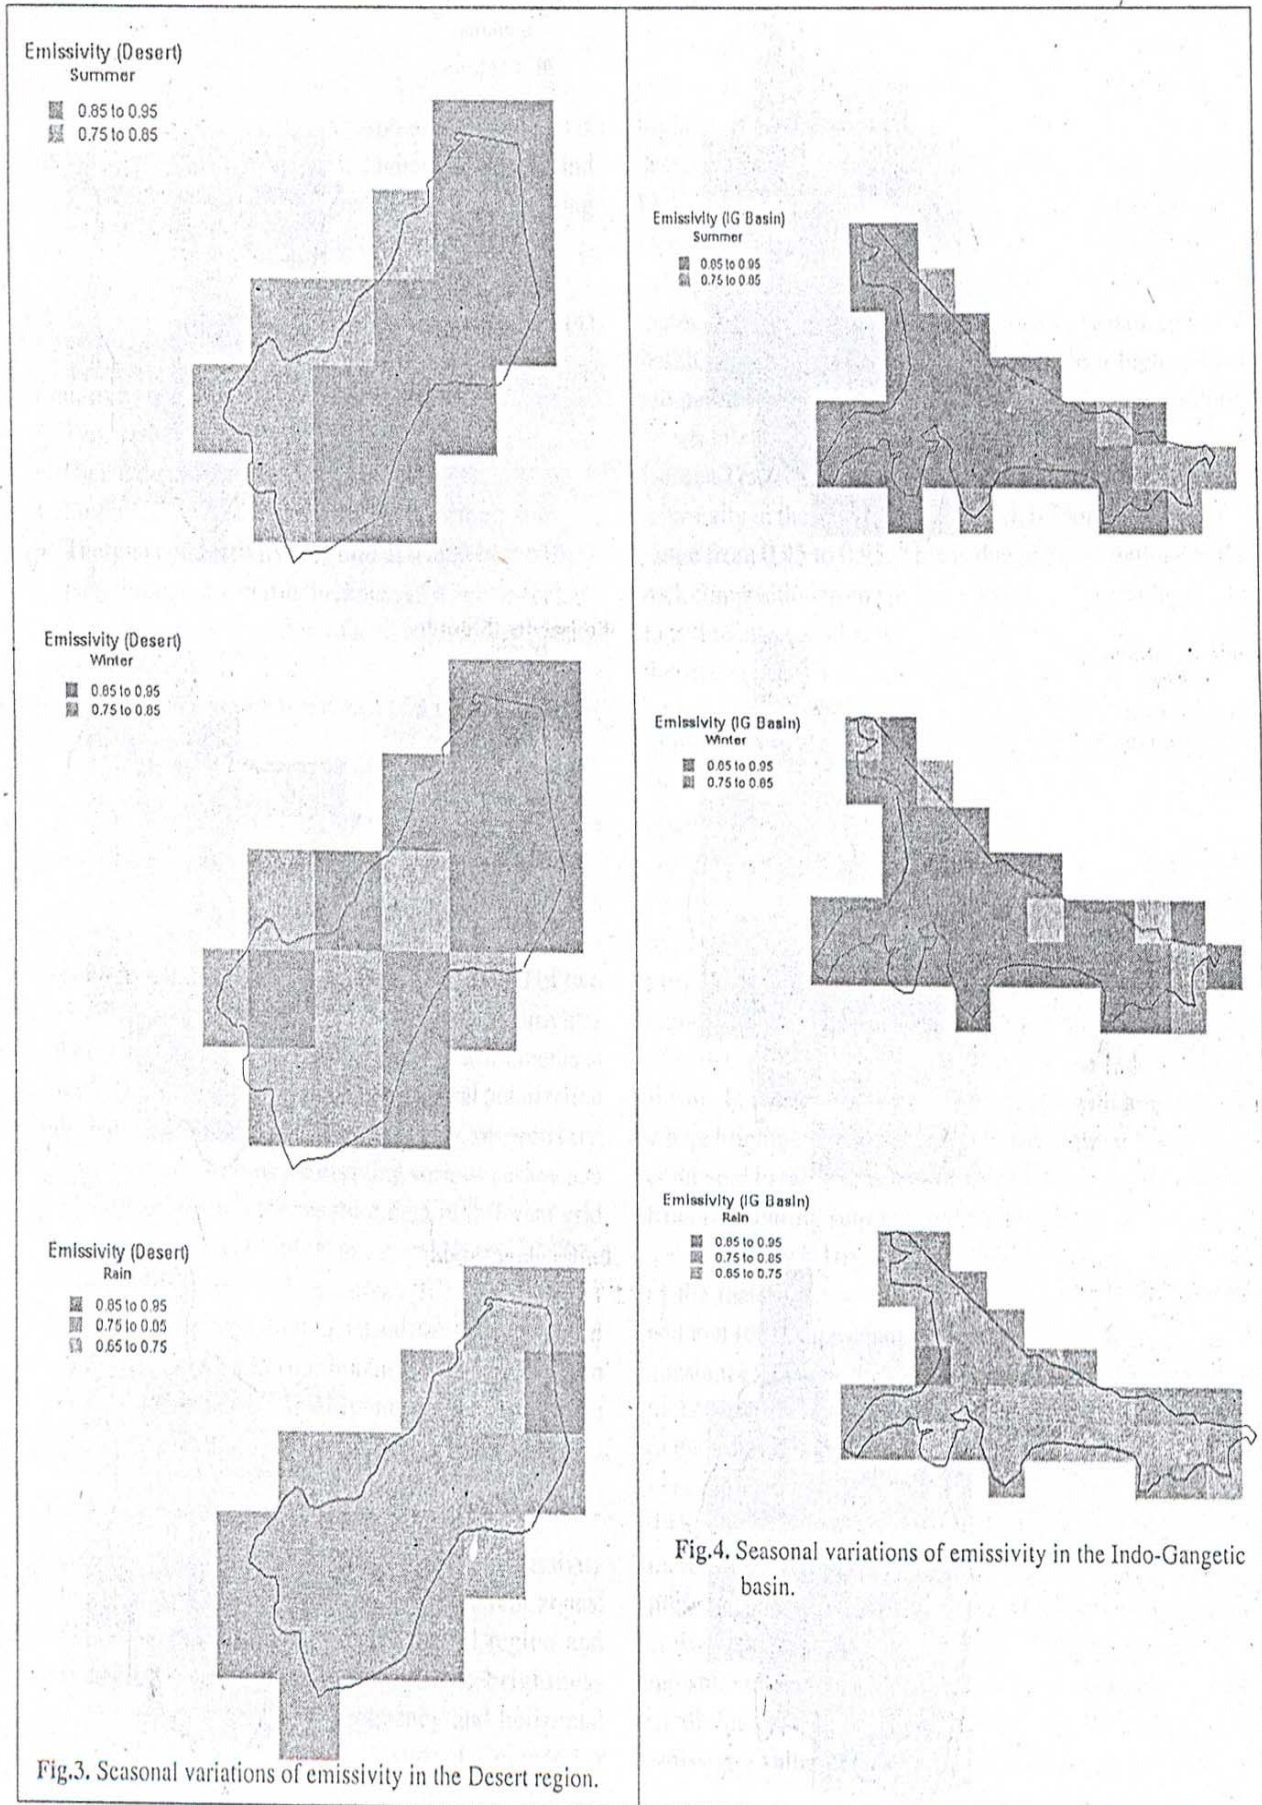 Emissivity (Desert)
Summer
0.85 to 0.95
0.75 to 0.85
Emissivity (Desert)
Winter
0.85 to 0.95
0.75 to 0.85
Emissivity (Desert)
Rain
0.85 to 0.95
0.75 to 0.85
0.65 to 0.75
Fig.3. Seasonal variations of emissivity in the Desert region.
Emissivity (IG Basin)
Summer
0.85 to 0.95
0.75 to 0.85
Emissivity (IG Basin)
Winter
0.85 to 0.95
0.75 to 0.85
Emissivity (IG Basin)
Rain
0.85 to 0.95
0.75 to 0.85
0.65 to 0.75
Fig.4. Seasonal variations of emissivity in the Indo-Gangetic
basin.